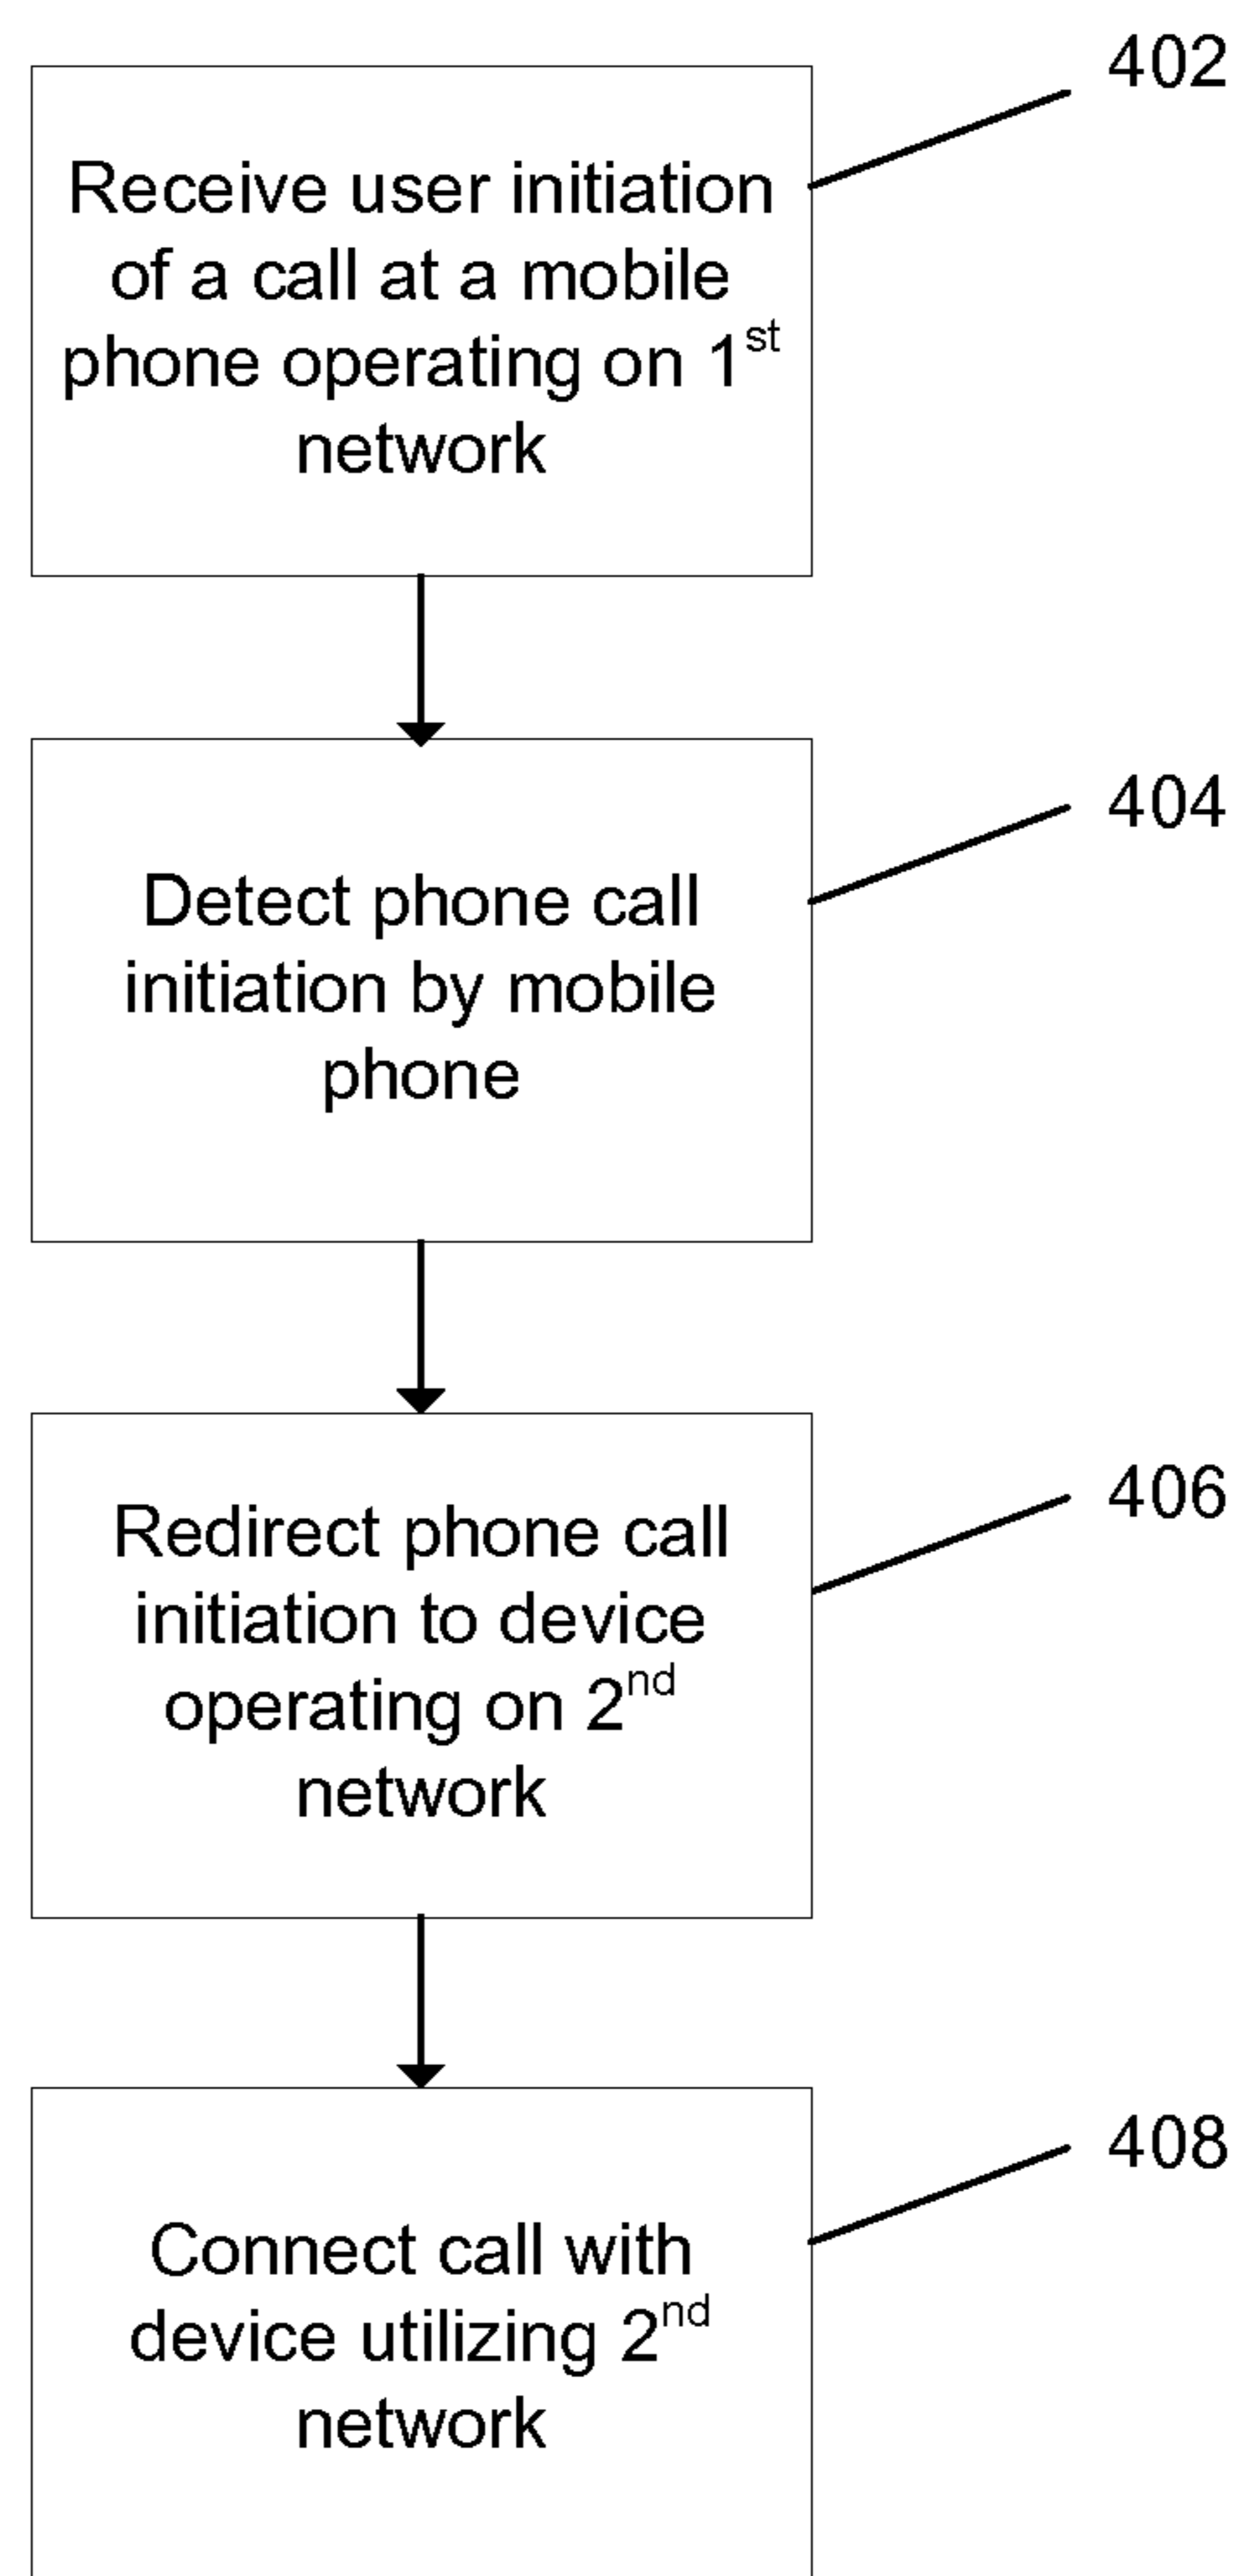 402
Receive user initiation
of a call at a mobile
phone operating on 1st
network
404
Detect phone call
initiation by mobile
phone
406
Redirect phone call
initiation to device
operating on 2nd
network
408
Connect call with
device utilizing 2nd
network